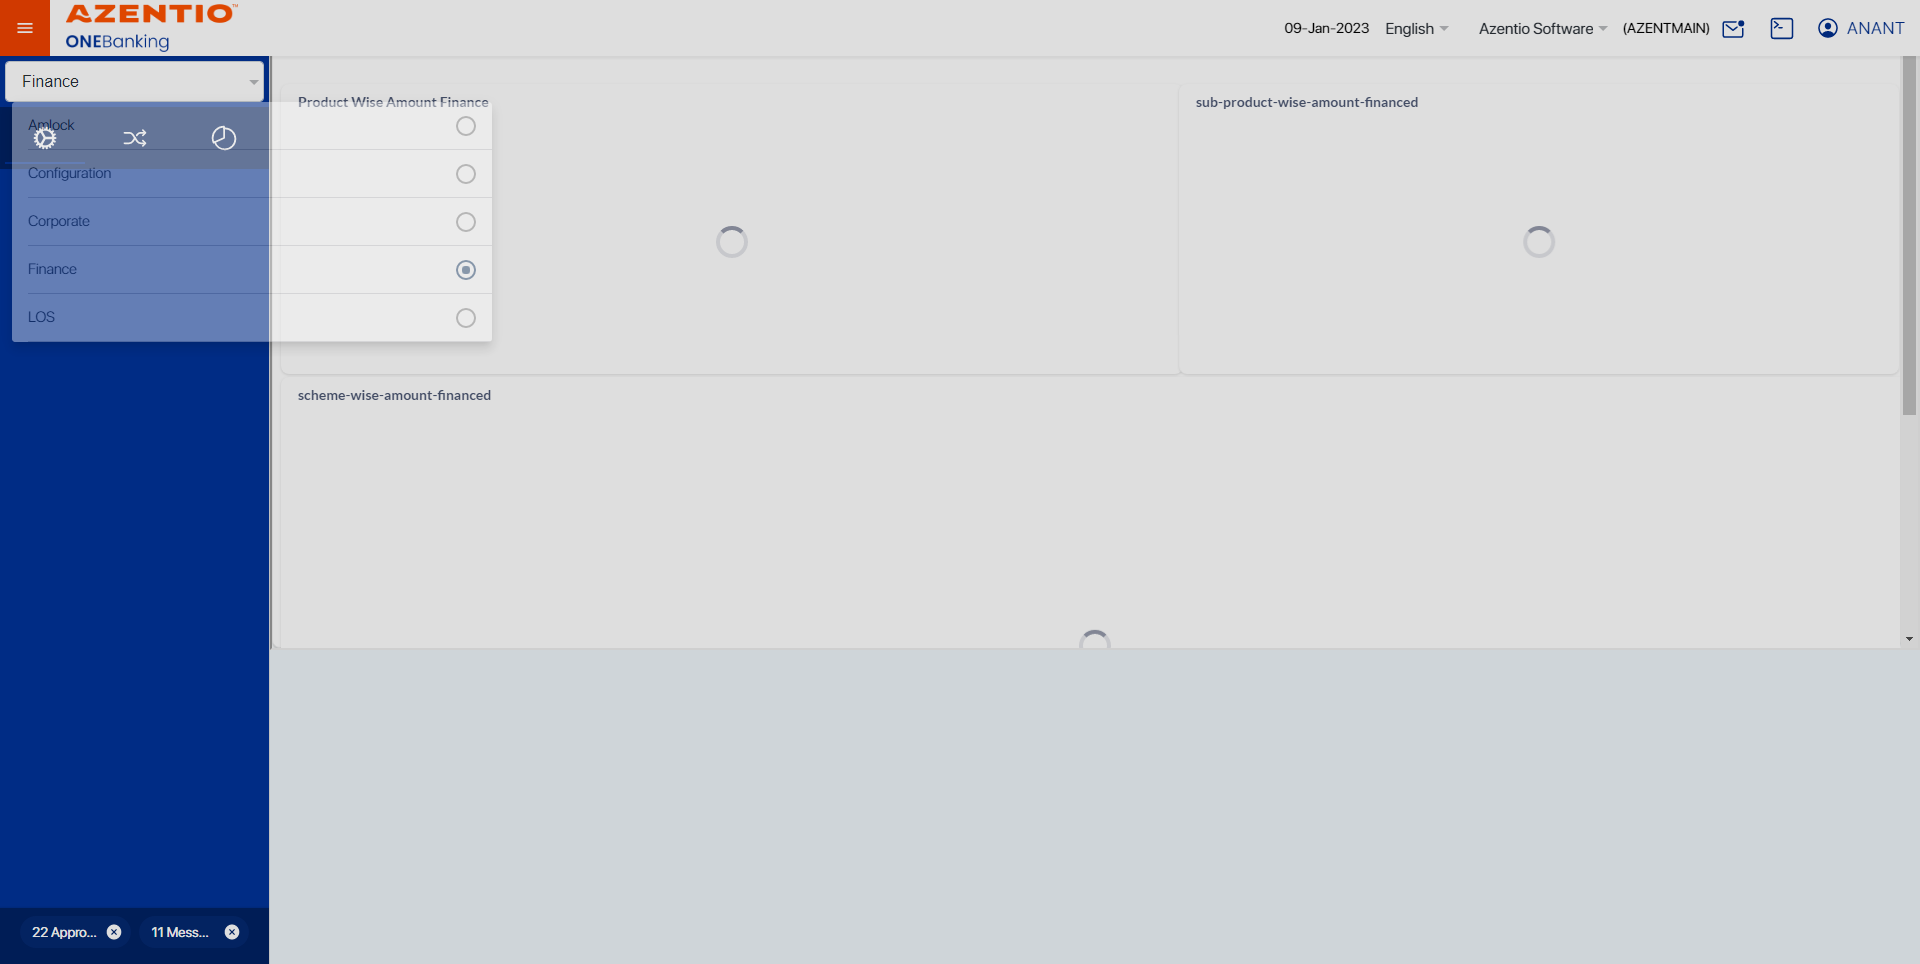 AZENTIO™
ONEBanking
09-Jan-2023
English
Azentio Software
(AZENTMAIN)
ANANT
Finance
Product Wise Amount Finance
sub-product-wise-amount-financed
Amlock
Configuration
Corporate
Finance
LOS
scheme-wise-amount-financed
22 Appro...
11 Mess...